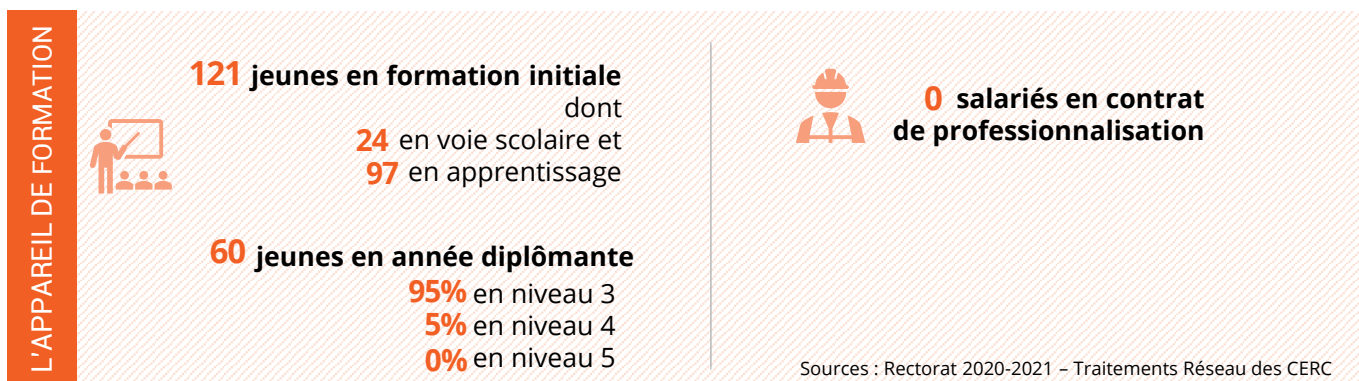 L'APPAREIL DE FORMATION
121 jeunes en formation initiale
dont
24 en voie scolaire et
97 en apprentissage
60 jeunes en année diplômante
95% en niveau 3
5% en niveau 4
0% en niveau 5
0 salariés en contrat
de professionnalisation
Sources : Rectorat 2020-2021 – Traitements Réseau des CERC